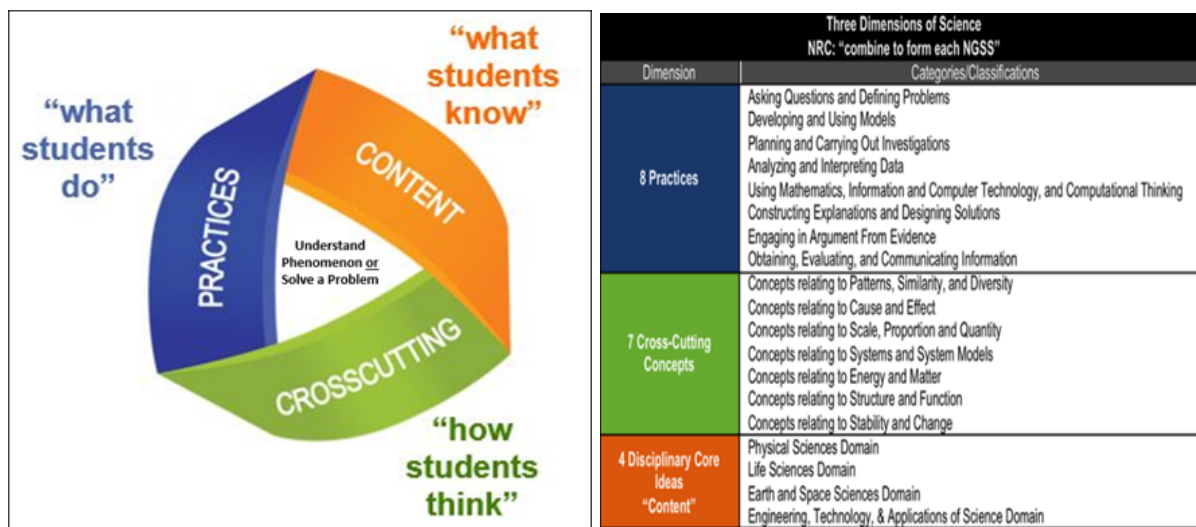 “what
students
know”
“what
students
do”
CONTENT
PRACTICES
Understand
Phenomenon or
Solve a Problem
CROSSCUTTING
“how
students
think”
Three Dimensions of Science
NRC: “combine to form each NGSS”
Dimension
Categories/Classifications
8 Practices
Asking Questions and Defining Problems
Developing and Using Models
Planning and Carrying Out Investigations
Analyzing and Interpreting Data
Using Mathematics, Information and Computer Technology, and Computational Thinking
Constructing Explanations and Designing Solutions
Engaging in Argument From Evidence
Obtaining, Evaluating, and Communicating Information
7 Cross-Cutting
Concepts
Concepts relating to Patterns, Similarity, and Diversity
Concepts relating to Cause and Effect
Concepts relating to Scale, Proportion and Quantity
Concepts relating to Systems and System Models
Concepts relating to Energy and Matter
Concepts relating to Structure and Function
Concepts relating to Stability and Change
4 Disciplinary Core
Ideas
“Content”
Physical Sciences Domain
Life Sciences Domain
Earth and Space Sciences Domain
Engineering, Technology, & Applications of Science Domain